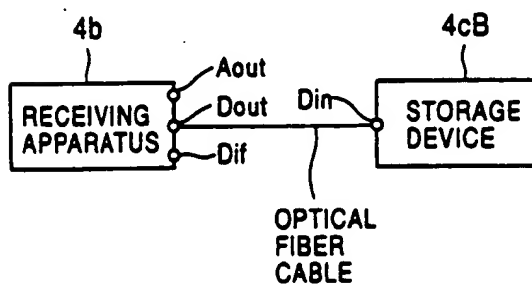 4b
4cB
Aout
RECEIVING
APPARATUS
Dout
Dif
Din
STORAGE
DEVICE
OPTICAL
FIBER
CABLE